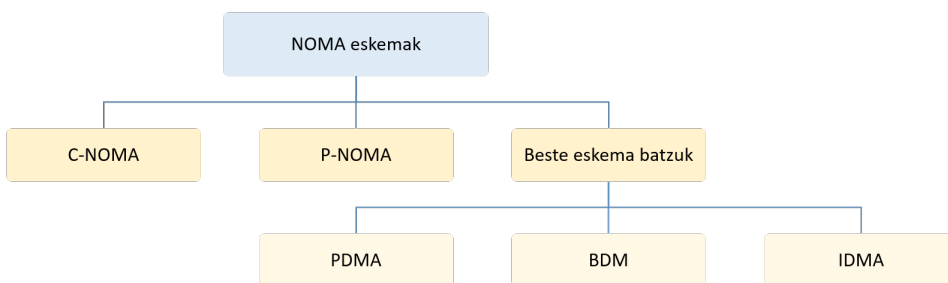 NOMA eskemak
C-NOMA
P-NOMA
Beste eskema batzuk
PDMA
BDM
IDMA